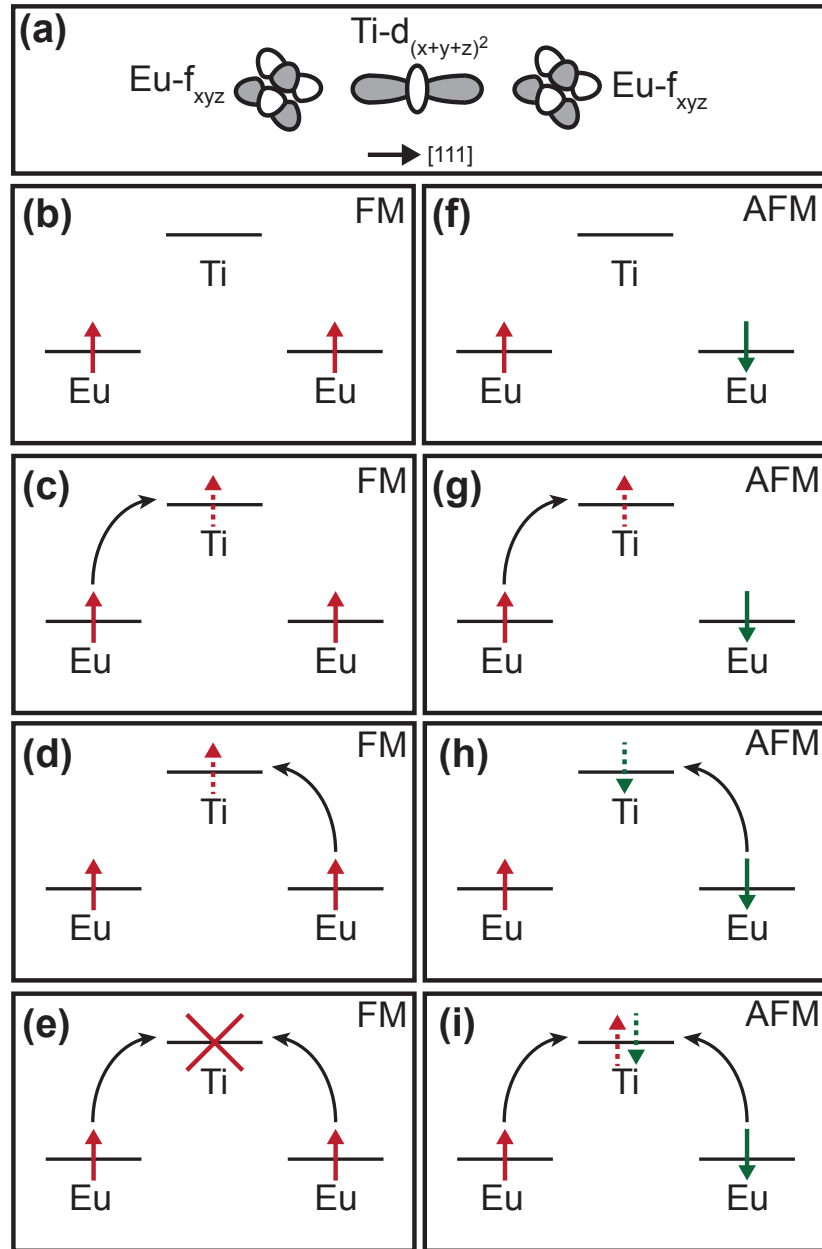 (a)
Ti-d(x+y+z)2
Eu-fxyz
Eu-fxyz
[111]
(b) FM
Ti
Eu Eu
(f) AFM
Ti
Eu Eu
(c) FM
Ti
Eu Eu
(g) AFM
Ti
Eu Eu
(d) FM
Ti
Eu Eu
(h) AFM
Ti
Eu Eu
(e) FM
Ti
Eu Eu
(i) AFM
Ti
Eu Eu